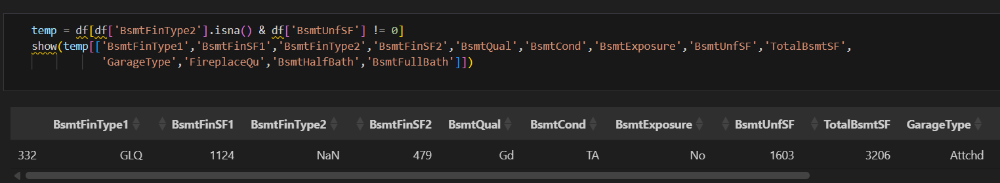 temp = df[df['BsmtFinType2'].isna() & df['BsmtUnfSF'] != 0]
show(temp[['BsmtFinType1','BsmtFinSF1','BsmtFinType2','BsmtFinSF2','BsmtQual','BsmtCond','BsmtExposure','BsmtUnfSF','TotalBsmtSF',
'GarageType','FireplaceQu','BsmtHalfBath','BsmtFullBath']])
BsmtFinType1 BsmtFinSF1 BsmtFinType2 BsmtFinSF2 BsmtQual BsmtCond BsmtExposure BsmtUnfSF TotalBsmtSF GarageType
332 GLQ 1124 NaN 479 Gd TA No 1603 3206 Attchd